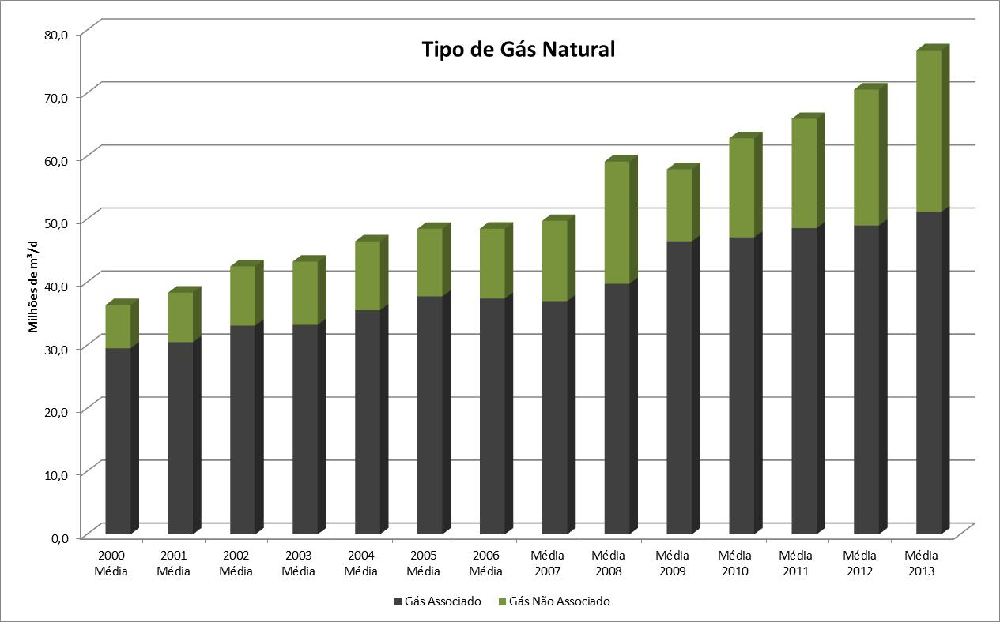 Tipo de Gás Natural
Milhões de m³/d
80,0
70,0
60,0
50,0
40,0
30,0
20,0
10,0
0,0
2000 2001 2002 2003 2004 2005 2006 Média Média Média Média Média Média Média
Média Média Média Média Média Média Média 2007 2008 2009 2010 2011 2012 2013
Gás Associado Gás Não Associado